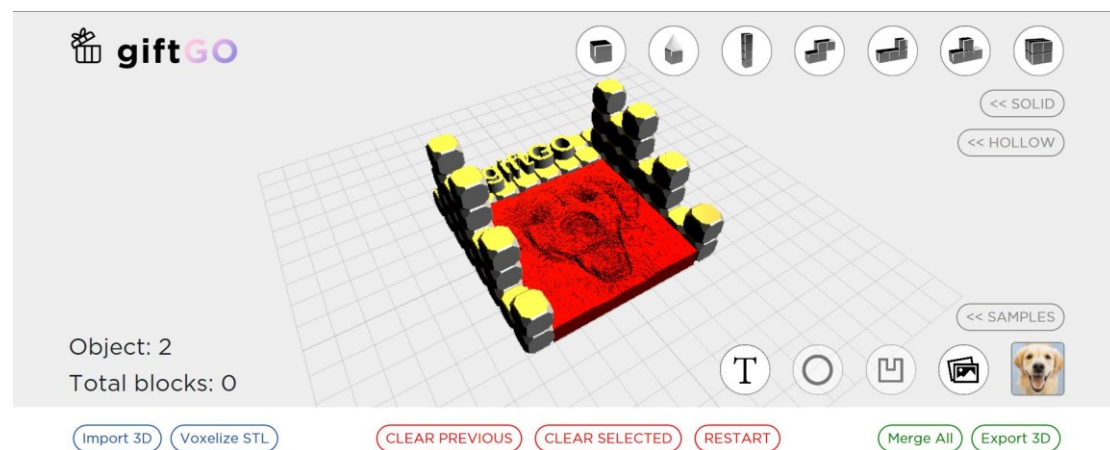 giftGO
<< SOLID
<< HOLLOW
giftGO
<< SAMPLES
Object: 2
Total blocks: 0
T
Import 3D
Voxelize STL
CLEAR PREVIOUS
CLEAR SELECTED
RESTART
Merge All
Export 3D